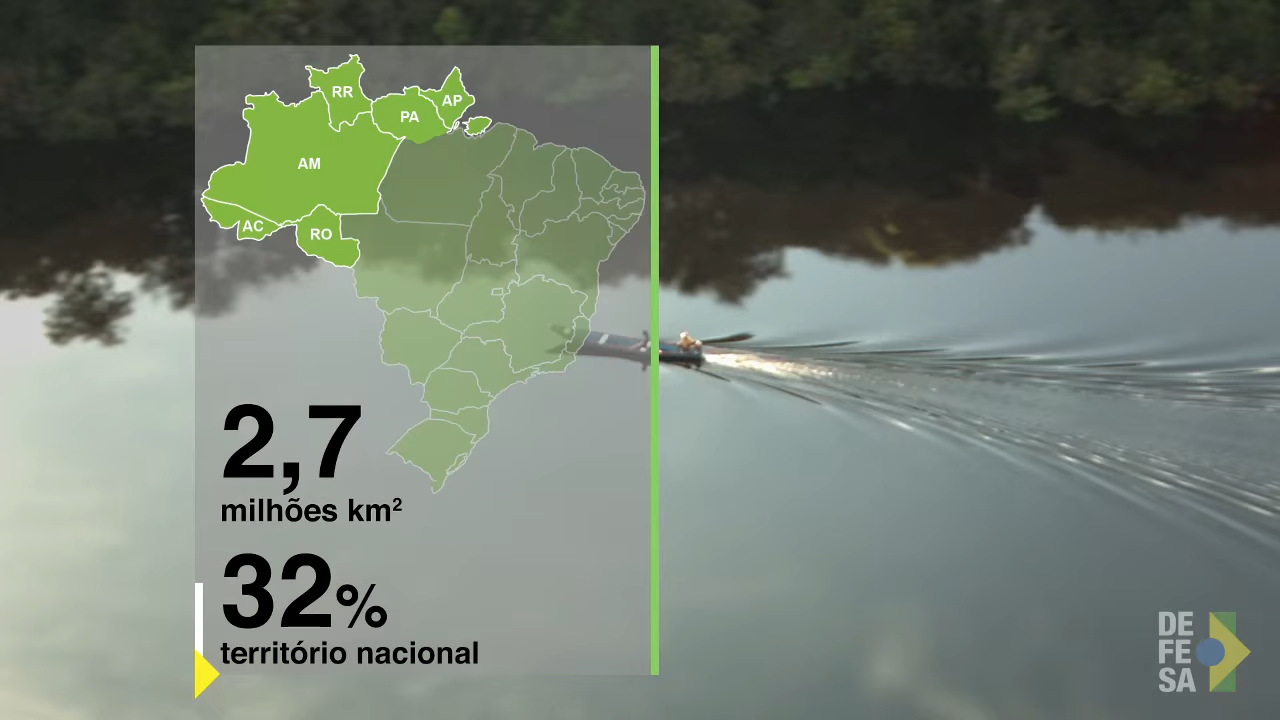 RR
AP
PA
AM
AC
RO
2,7
milhões km²
32%
território nacional
DE
FE
SA